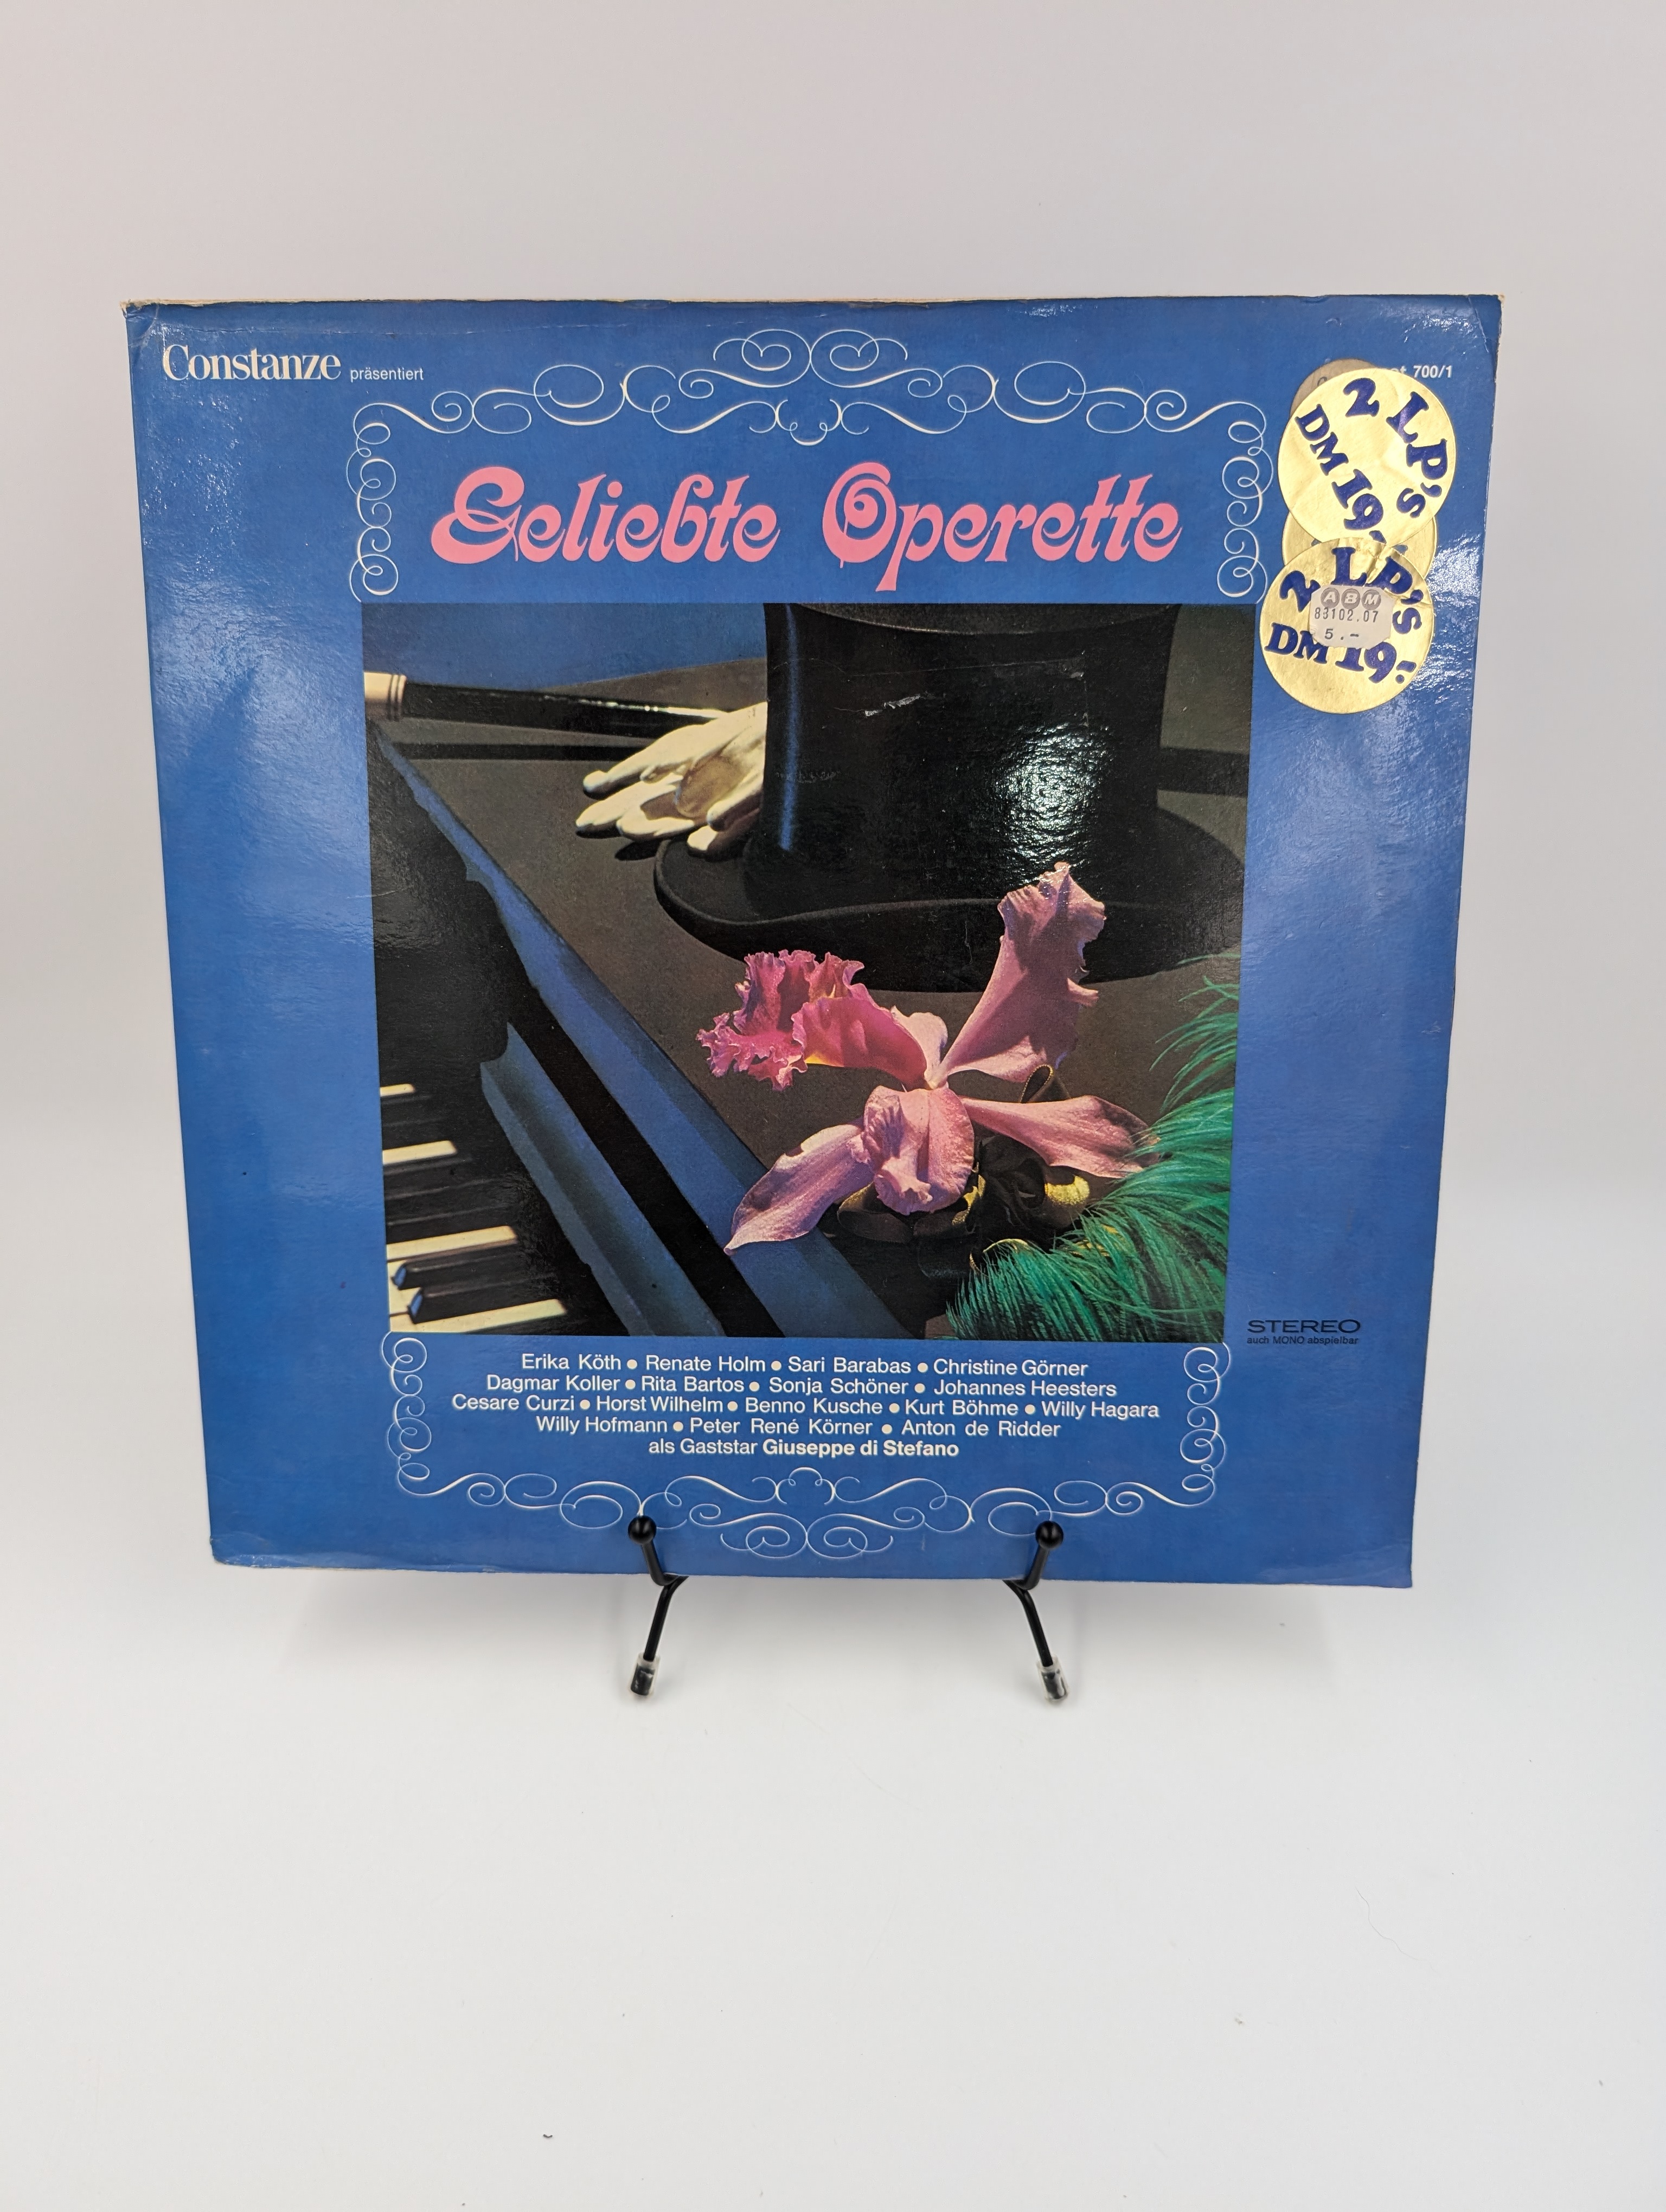 Constanze präsentiert
700/1
2 LP's
DM 19,-
Geliebte Operette
2 LP's
DM 19,-
ABM
83102.07
5.-
STEREO
auch MONO abspielbar
Erika Köth ● Renate Holm ● Sari Barabas ● Christine Görner
Dagmar Koller ● Rita Bartos ● Sonja Schöner ● Johannes Heesters
Cesare Curzi ● Horst Wilhelm ● Benno Kusche ● Kurt Böhme ● Willy Hagara
Willy Hofmann ● Peter René Körner ● Anton de Ridder
als Gaststar Giuseppe di Stefano